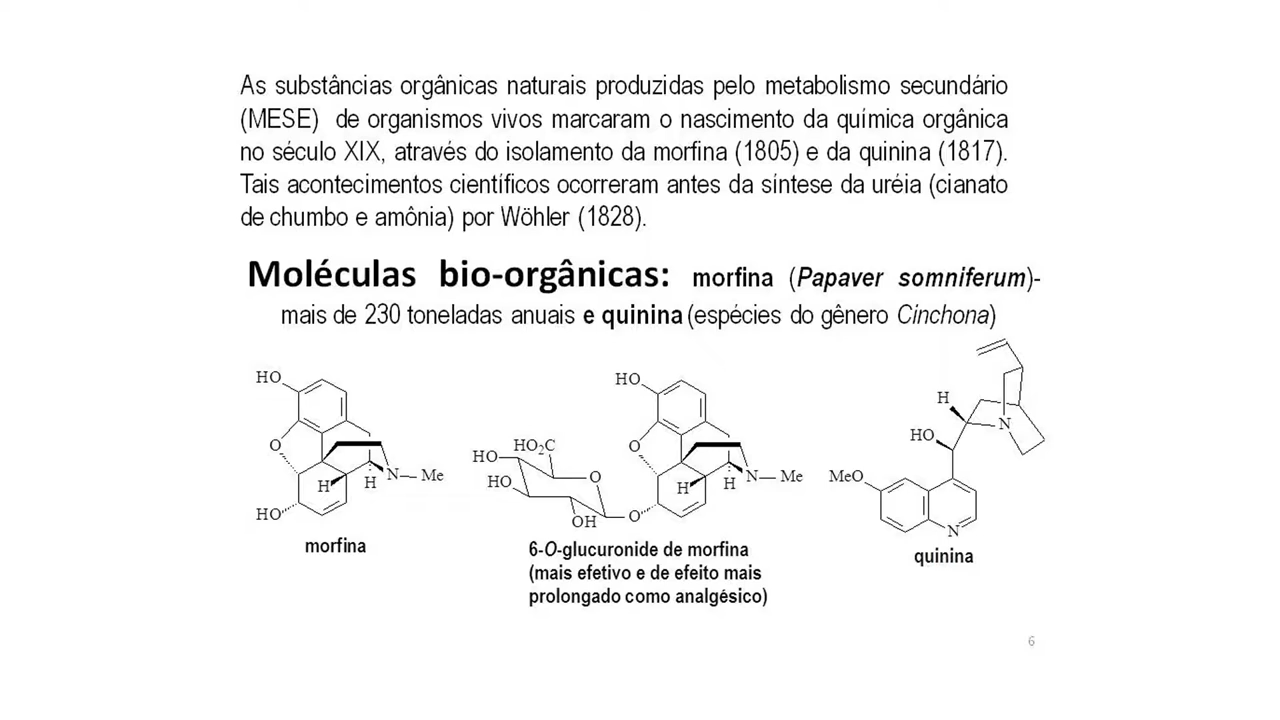 As substâncias orgânicas naturais produzidas pelo metabolismo secundário
(MESE) de organismos vivos marcaram o nascimento da química orgânica
no século XIX, através do isolamento da morfina (1805) e da quinina (1817).
Tais acontecimentos científicos ocorreram antes da síntese da uréia (cianato
de chumbo e amônia) por Wöhler (1828).
Moléculas bio-orgânicas: morfina (Papaver somniferum)-
mais de 230 toneladas anuais e quinina (espécies do gênero Cinchona)
HO
O
H
H
N
Me
HO
morfina
HO
O
HO₂C
HO
HO
O
OH
O
H
H
N
Me
6-O-glucuronide de morfina
(mais efetivo e de efeito mais
prolongado como analgésico)
H
N
HO
MeO
N
quinina
6